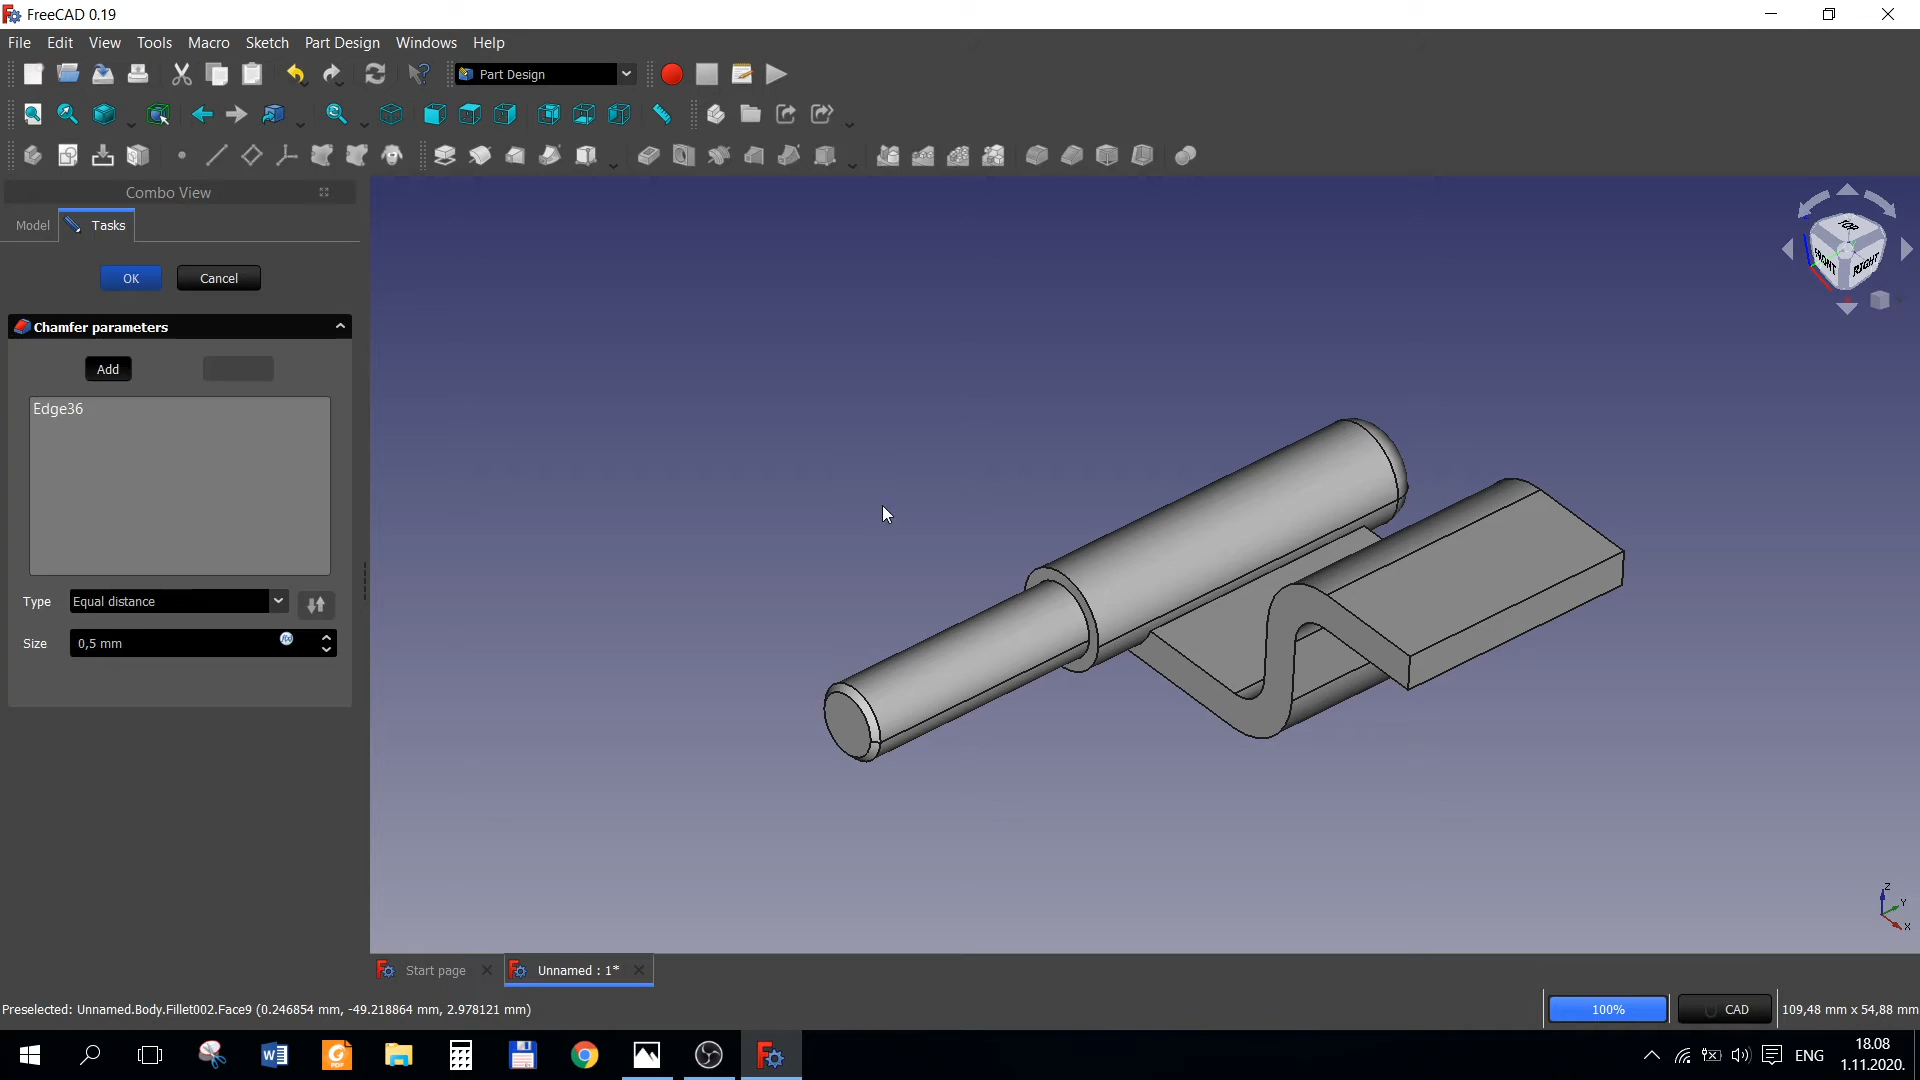 FreeCAD 0.19
File Edit View Tools Macro Sketch Part Design Windows Help
Part Design
Combo View
Model Tasks
OK Cancel
Chamfer parameters
Add
Edge36
Type Equal distance
Size 0,5 mm
TOP
FRONT
RIGHT
Z
Y
X
Start page
Unnamed : 1*
Preselected: Unnamed.Body.Fillet002.Face9 (0.246854 mm, -49.218864 mm, 2.978121 mm)
100%
CAD
109,48 mm x 54,88 mm
ENG
18.08
1.11.2020.